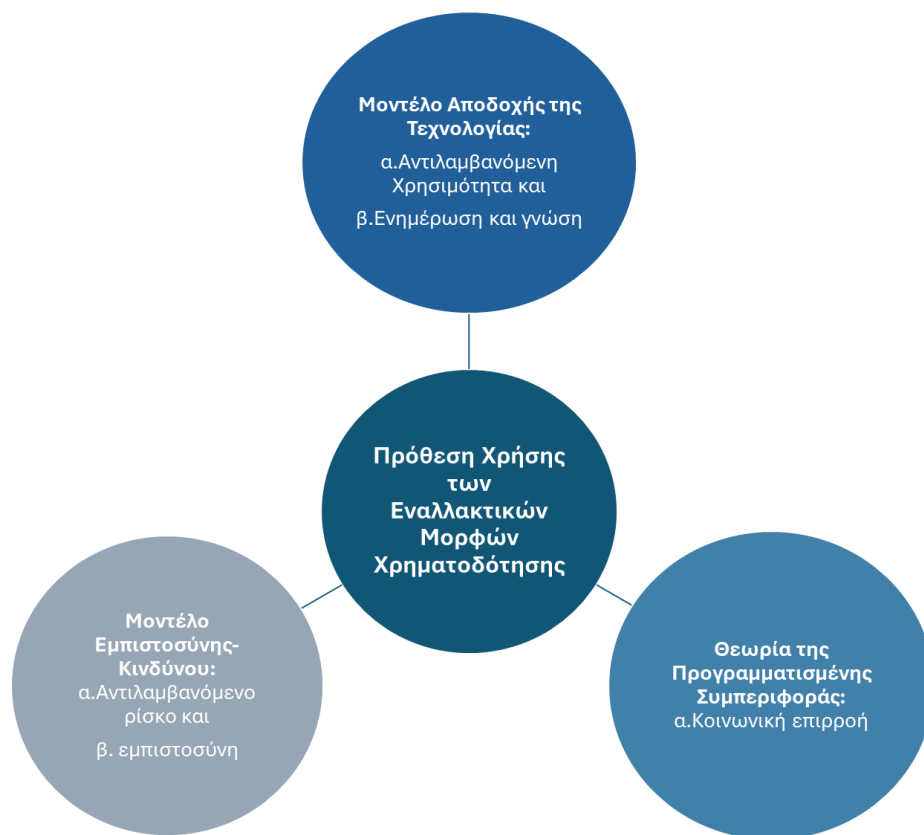 Μοντέλο Αποδοχής της
Τεχνολογίας:
α.Αντιλαμβανόμενη
Χρησιμότητα και
β.Ενημέρωση και γνώση
Πρόθεση Χρήσης
των
Εναλλακτικών
Μορφών
Χρηματοδότησης
Μοντέλο
Εμπιστοσύνης-
Κινδύνου:
α.Αντιλαμβανόμενο
ρίσκο και
β. εμπιστοσύνη
Θεωρία της
Προγραμματισμένης
Συμπεριφοράς:
α.Κοινωνική επιρροή